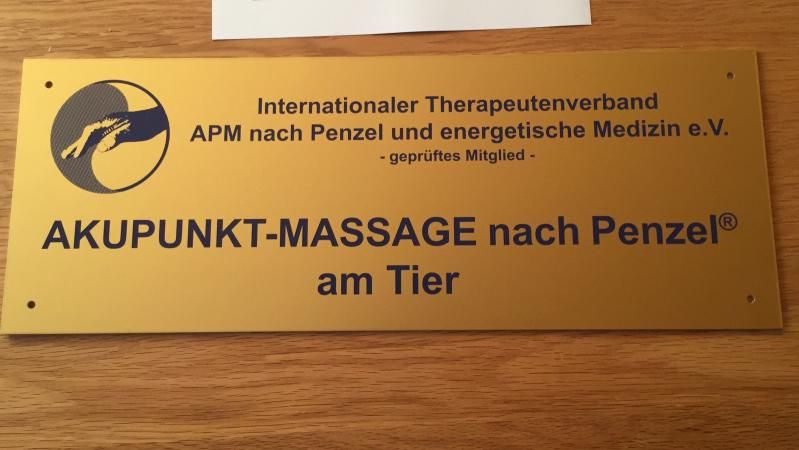 Internationaler Therapeutenverband
APM nach Penzel und energetische Medizin e.V.
- geprüftes Mitglied -
AKUPUNKT-MASSAGE nach Penzel®
am Tier